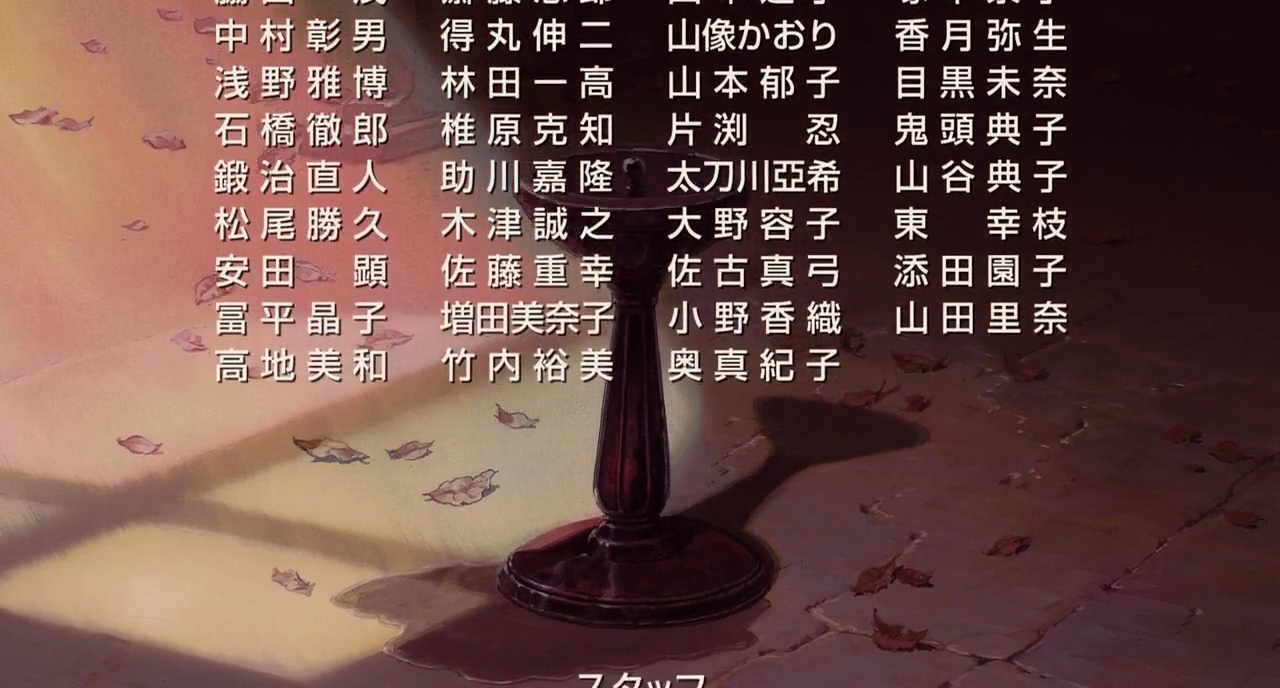 中村彰男 得丸伸二 山像かおり 香月弥生
浅野雅博 林田一高 山本郁子 目黒未奈
石橋徹郎 椎原克知 片渕 忍 鬼頭典子
鍛治直人 助川嘉隆 太刀川亞希 山谷典子
松尾勝久 木津誠之 大野容子 東 幸枝
安田 顕 佐藤重幸 佐古真弓 添田園子
冨平晶子 増田美奈子 小野香織 山田里奈
高地美和 竹内裕美 奥真紀子
スタッフ